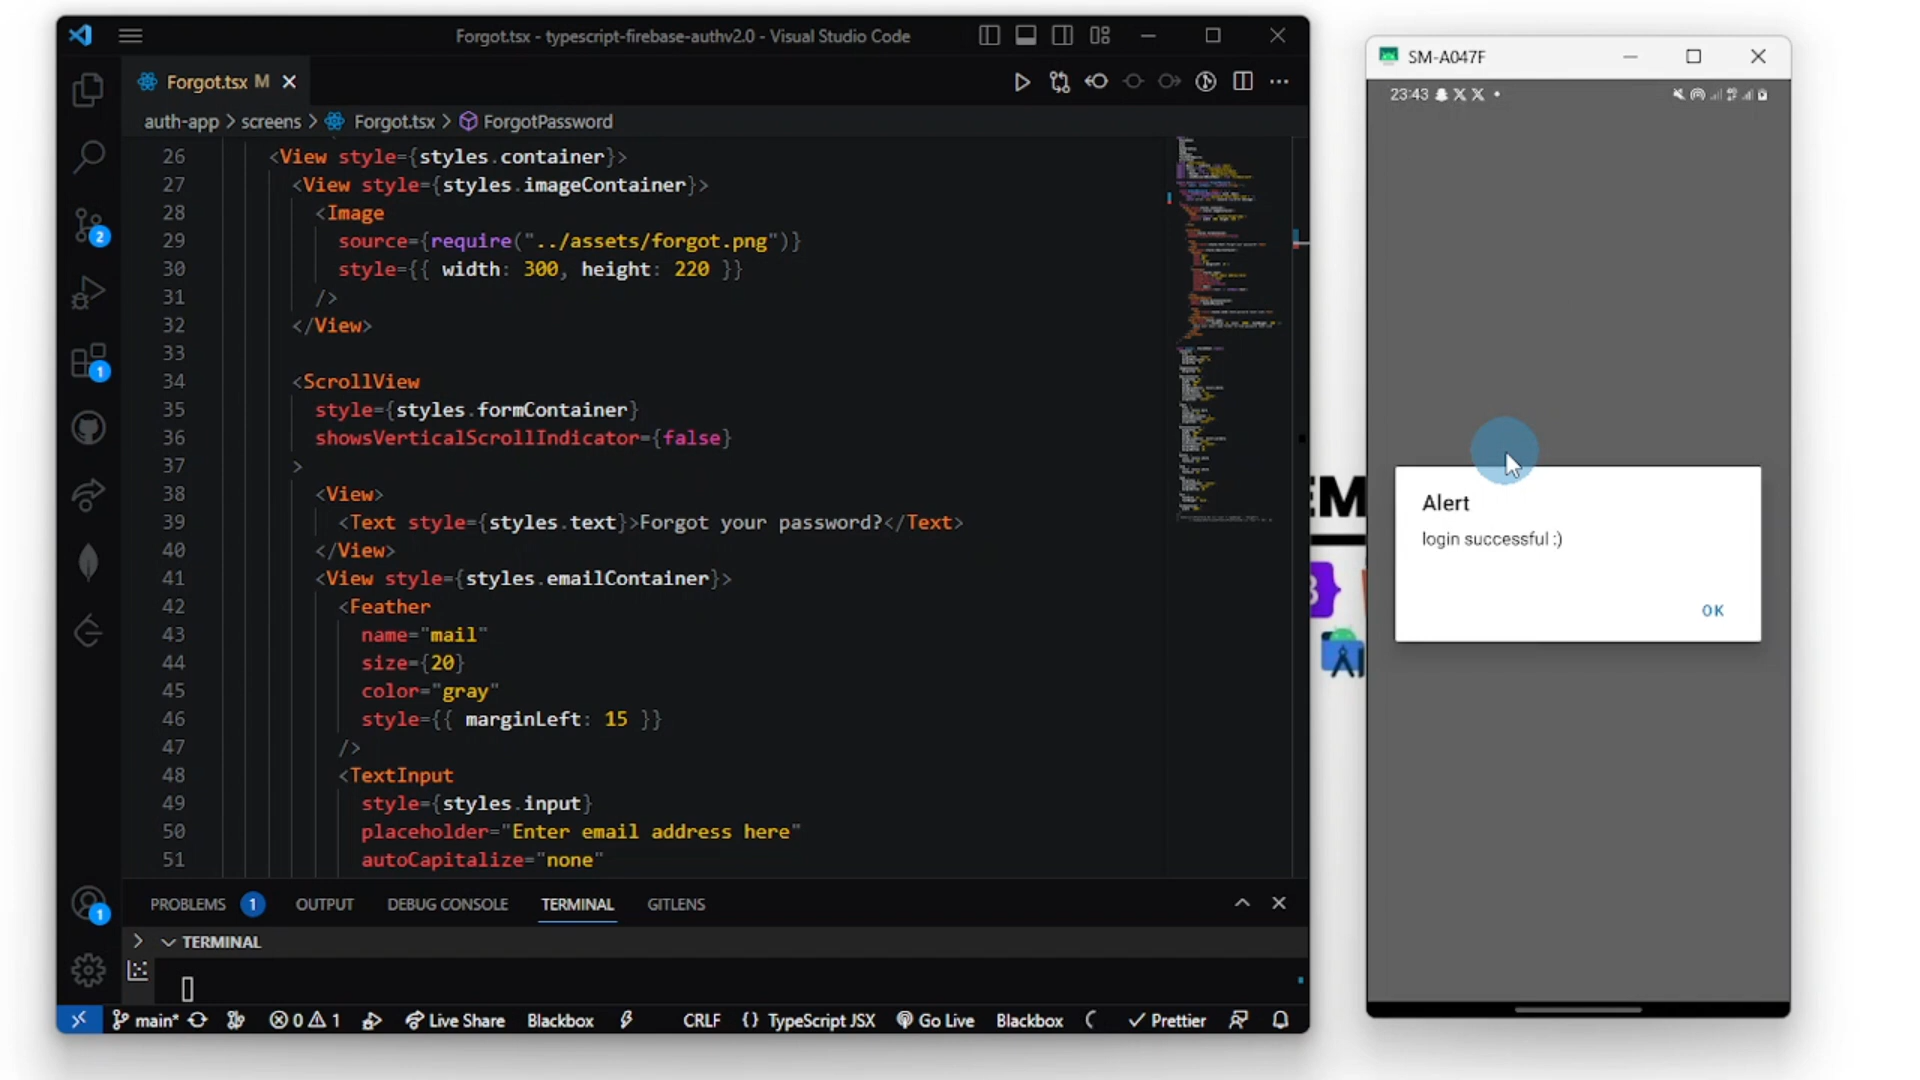 Forgot.tsx - typescript-firebase-authv2.0 - Visual Studio Code
Forgot.tsx M
auth-app > screens > Forgot.tsx > ForgotPassword
26 <View style={styles.container}>
27 <View style={styles.imageContainer}>
28 <Image
29 source={require("../assets/forgot.png")}
30 style={{ width: 300, height: 220 }}
31 />
32 </View>
33
34 <ScrollView
35 style={styles.formContainer}
36 showsVerticalScrollIndicator={false}
37 >
38 <View>
39 <Text style={styles.text}>Forgot your password?</Text>
40 </View>
41 <View style={styles.emailContainer}>
42 <Feather
43 name="mail"
44 size={20}
45 color="gray"
46 style={{ marginLeft: 15 }}
47 />
48 <TextInput
49 style={styles.input}
50 placeholder="Enter email address here"
51 autoCapitalize="none"
2
1
1
PROBLEMS 1 OUTPUT DEBUG CONSOLE TERMINAL GITLENS
TERMINAL
main* 0 1 Live Share Blackbox CRLF {} TypeScript JSX Go Live Blackbox Prettier
SM-A047F
23:43
Alert
login successful :)
OK